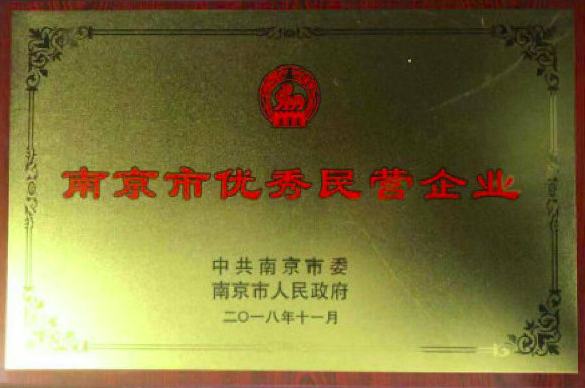 南京市优秀民营企业
中共南京市委
南京市人民政府
二〇一八年十一月